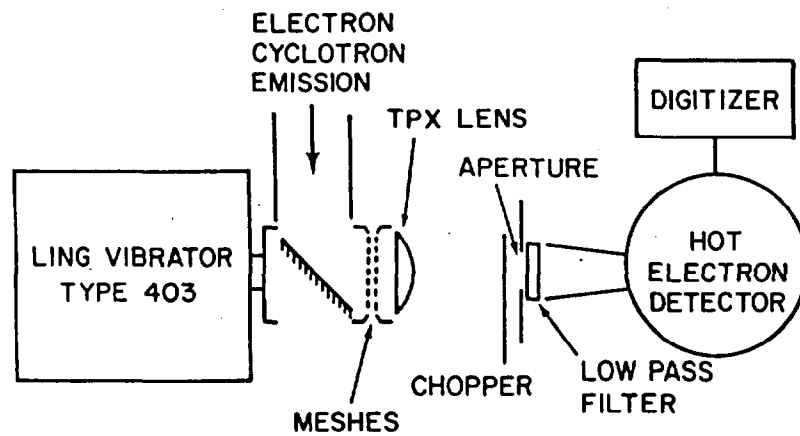 ELECTRON
CYCLOTRON
EMISSION
TPX LENS
DIGITIZER
APERTURE
LING VIBRATOR
TYPE 403
HOT
ELECTRON
DETECTOR
CHOPPER
LOW PASS
FILTER
MESHES